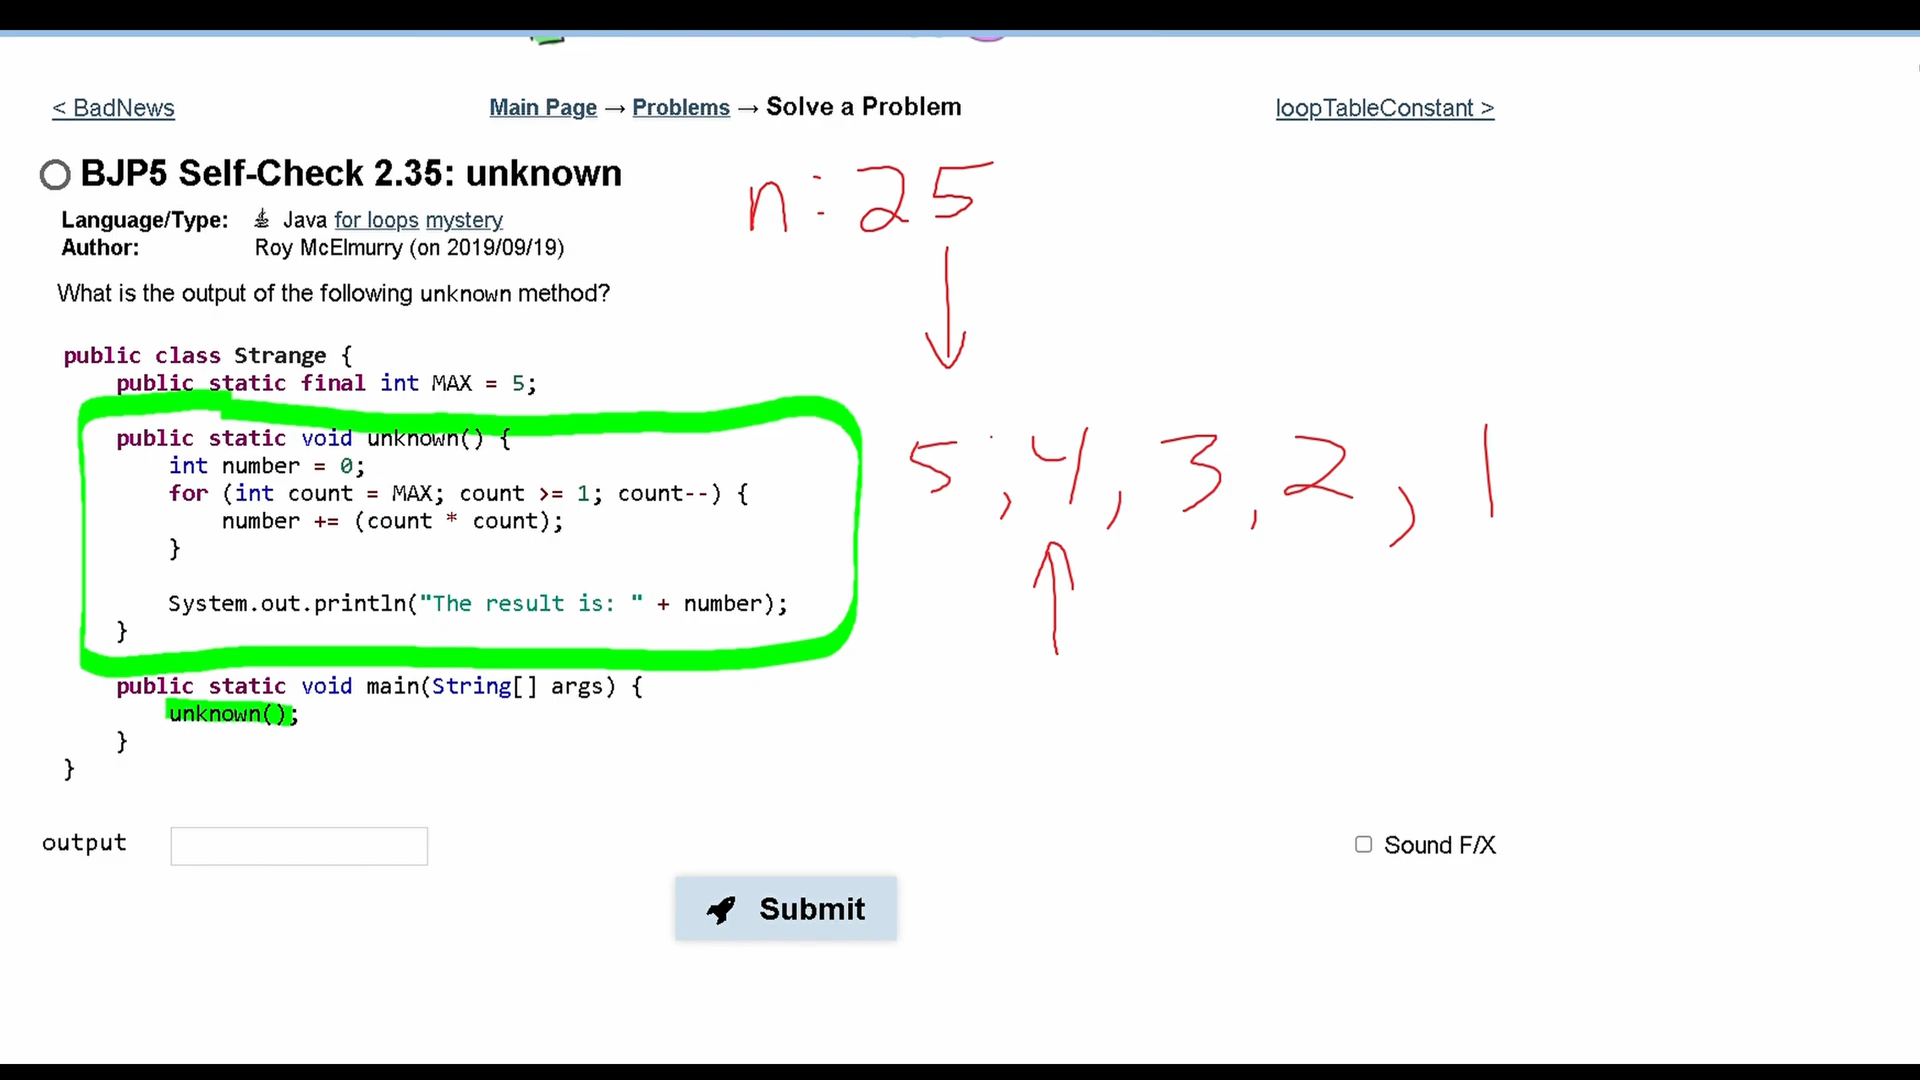 < BadNews
Main Page → Problems → Solve a Problem
loopTableConstant >
BJP5 Self-Check 2.35: unknown
Language/Type: Java for loops mystery
Author: Roy McElmurry (on 2019/09/19)
What is the output of the following unknown method?
n: 25
public class Strange {
public static final int MAX = 5;
public static void unknown() {
int number = 0;
for (int count = MAX; count >= 1; count--) {
number += (count * count);
}
5, 4, 3, 2, 1
System.out.println("The result is: " + number);
}
public static void main(String[] args) {
unknown();
}
}
output
Sound F/X
Submit